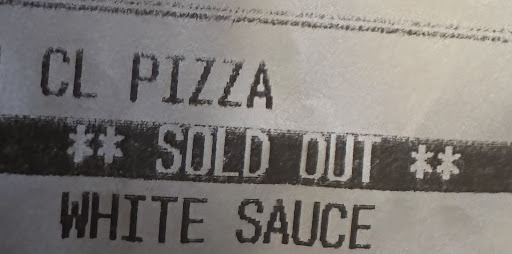 CL PIZZA
** SOLD OUT **
WHITE SAUCE